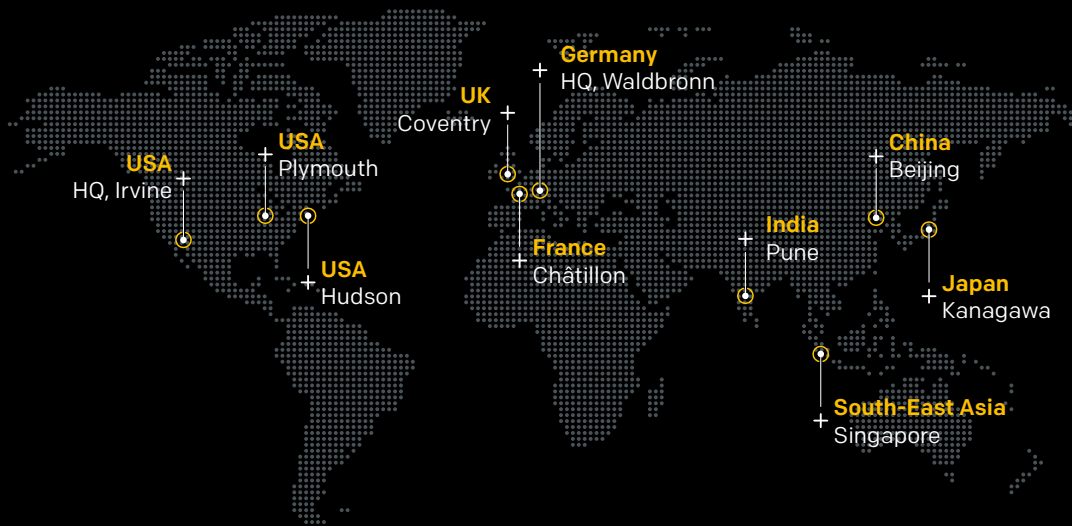 Germany
HQ, Waldbronn
UK
Coventry
USA
Plymouth
USA
HQ, Irvine
China
Beijing
India
Pune
France
Châtillon
USA
Hudson
Japan
Kanagawa
South-East Asia
Singapore